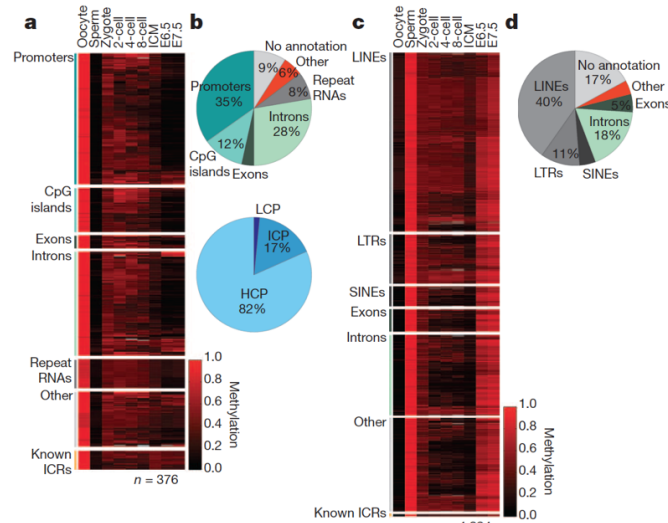 a
Oocyte
Sperm
Zygote
2-cell
4-cell
8-cell
ICM
E6.5
E7.5
Promoters
CpG
islands
Exons
Introns
Repeat
RNAs
Other
Known
ICRs
1.0
0.8
0.6
0.4
0.2
0.0
Methylation
n = 376
b
No annotation
9%
Other
6%
Repeat
RNAs
8%
Promoters
35%
Introns
28%
12%
CpG
islands
Exons
LCP
ICP
17%
HCP
82%
c
Oocyte
Sperm
Zygote
2-cell
4-cell
8-cell
ICM
E6.5
E7.5
LINEs
LTRs
SINEs
Exons
Introns
Other
Known ICRs
1.0
0.8
0.6
0.4
0.2
0.0
Methylation
d
No annotation
17%
LINEs
40%
Other
5%
Exons
Introns
18%
11%
LTRs
SINEs